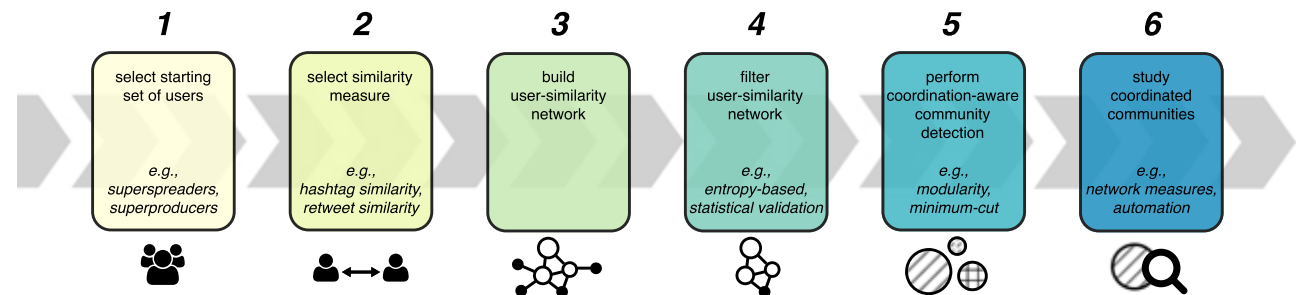 1
select starting
set of users
e.g.,
superspreaders,
superproducers
2
select similarity
measure
e.g.,
hashtag similarity,
retweet similarity
3
build
user-similarity
network
4
filter
user-similarity
network
e.g.,
entropy-based,
statistical validation
5
perform
coordination-aware
community
detection
e.g.,
modularity,
minimum-cut
6
study
coordinated
communities
e.g.,
network measures,
automation